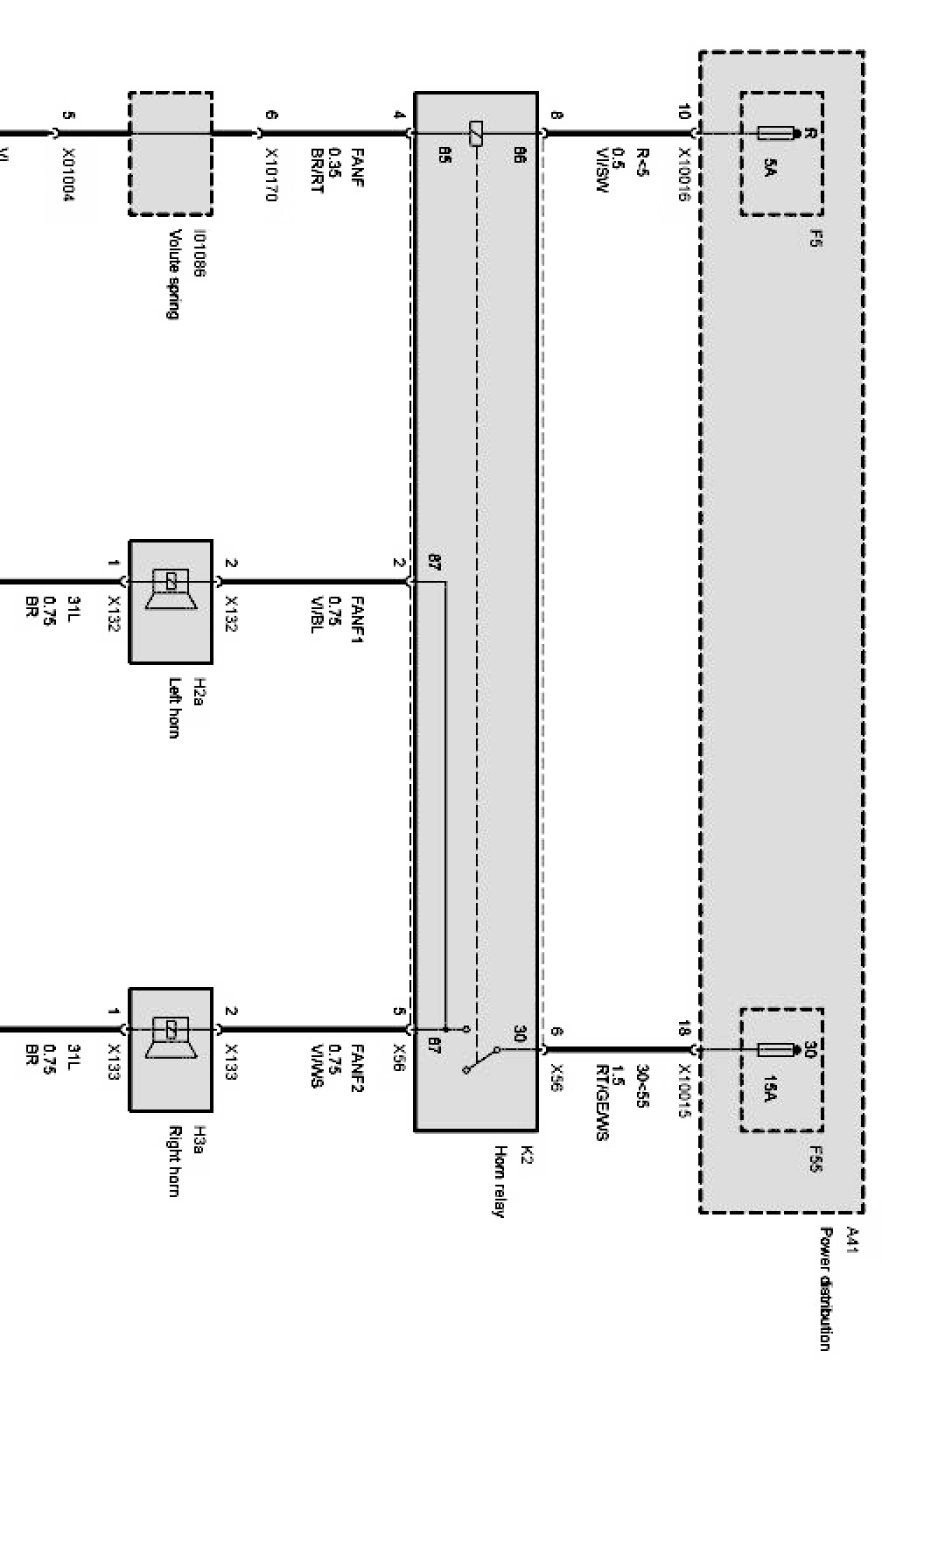 A41
Power distribution
F5
F55
R
5A
30
15A
10
X10016
18
X10015
R<5
0.5
VI/SW
30<55
1.5
RT/GE/WS
8
6
X56
86
30
K2
Horn relay
85
87
87
4
2
5
X56
FANF
0.35
BR/RT
FANF1
0.75
VI/BL
FANF2
0.75
VI/WS
6
X10170
2
X132
2
X133
I01086
Volute spring
H2a
Left horn
H3a
Right horn
1
X132
1
X133
5
X01004
31L
0.75
BR
31L
0.75
BR
VI